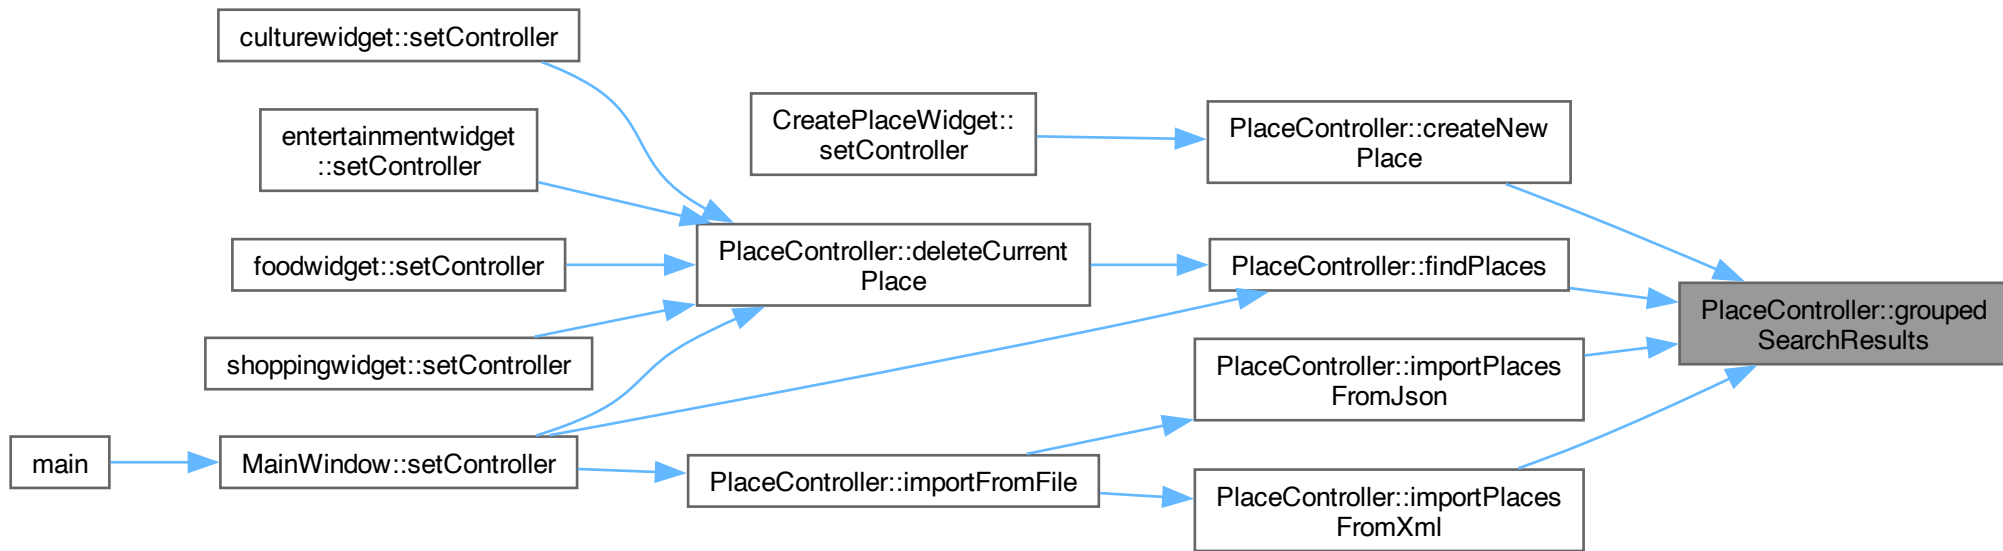 culturewidget::setController
entertainmentwidget
::setController
foodwidget::setController
shoppingwidget::setController
main
MainWindow::setController
CreatePlaceWidget::
setController
PlaceController::deleteCurrent
Place
PlaceController::importFromFile
PlaceController::createNew
Place
PlaceController::findPlaces
PlaceController::importPlaces
FromJson
PlaceController::importPlaces
FromXml
PlaceController::grouped
SearchResults